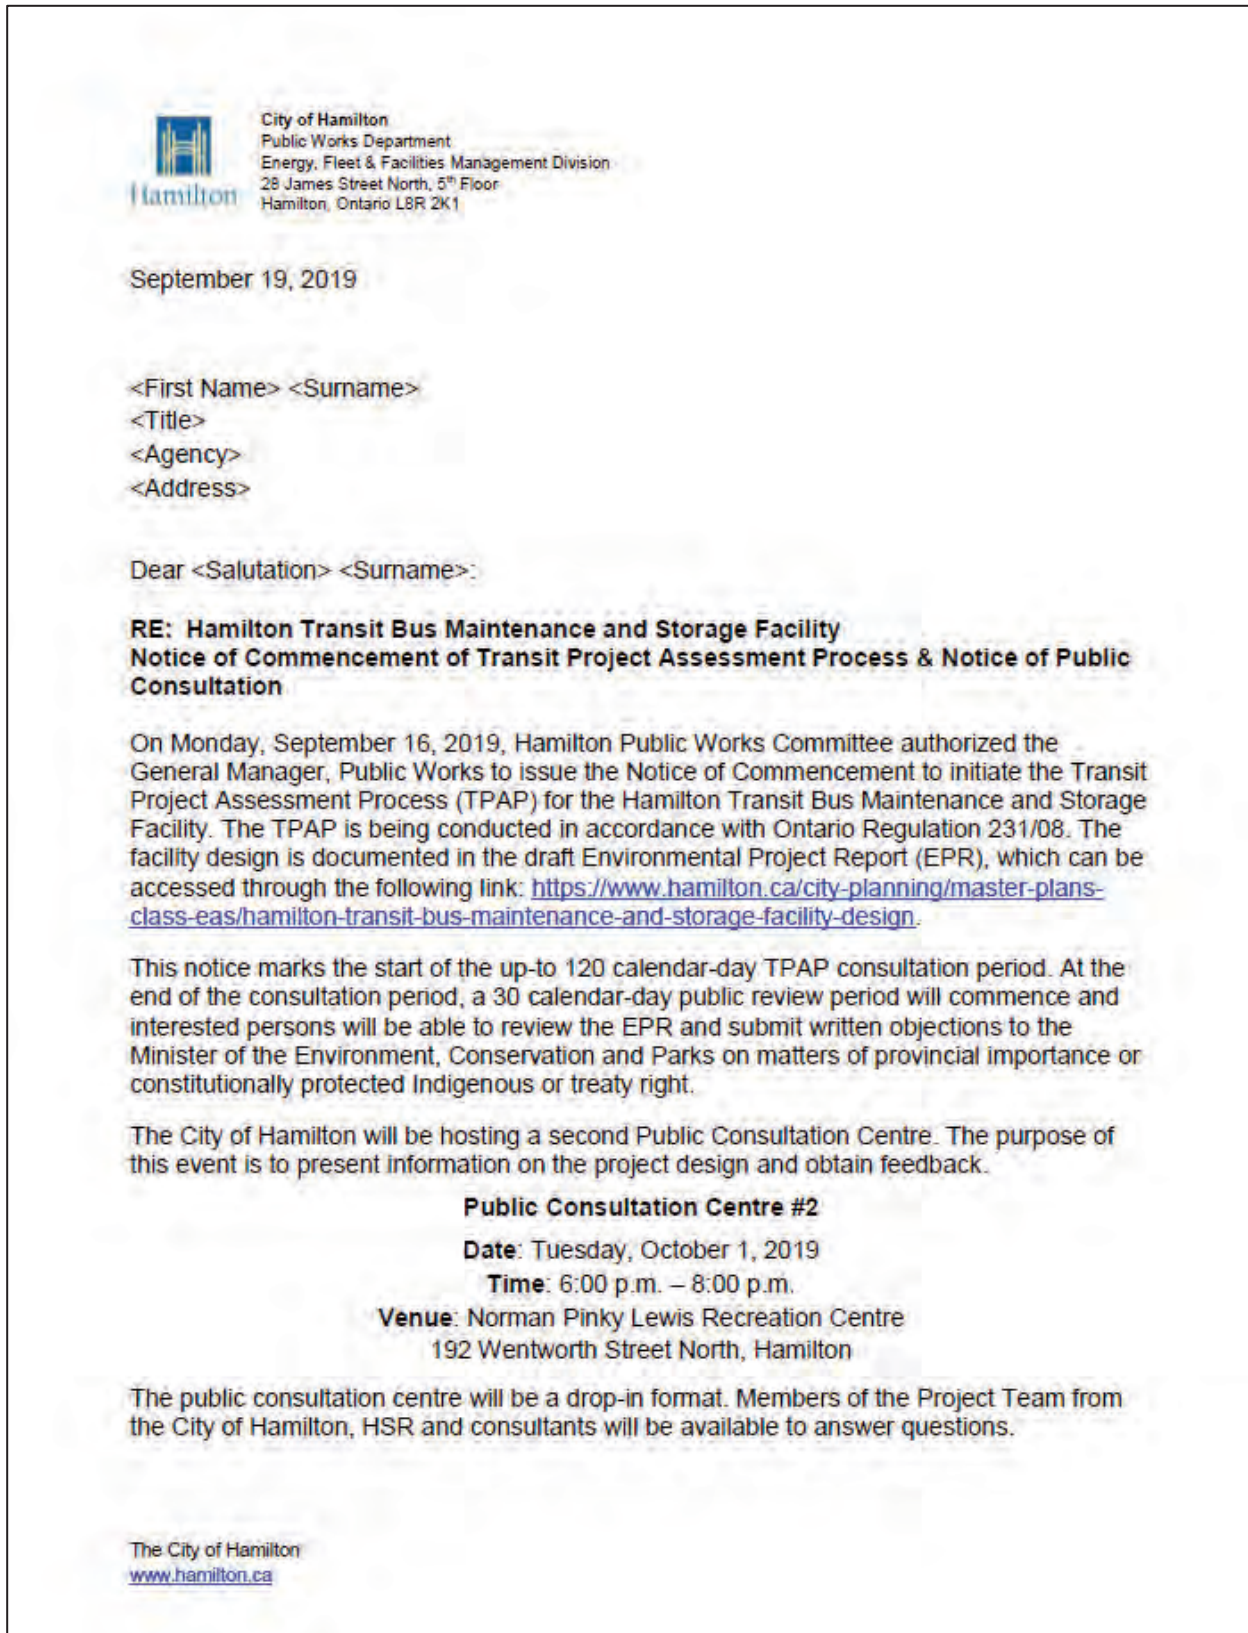 City of Hamilton
Public Works Department
Energy, Fleet & Facilities Management Division
28 James Street North, 5th Floor
Hamilton, Ontario L8R 2K1
Hamilton
September 19, 2019
<First Name> <Surname>
<Title>
<Agency>
<Address>
Dear <Salutation> <Surname>:
RE: Hamilton Transit Bus Maintenance and Storage Facility
Notice of Commencement of Transit Project Assessment Process & Notice of Public
Consultation
On Monday, September 16, 2019, Hamilton Public Works Committee authorized the
General Manager, Public Works to issue the Notice of Commencement to initiate the Transit
Project Assessment Process (TPAP) for the Hamilton Transit Bus Maintenance and Storage
Facility. The TPAP is being conducted in accordance with Ontario Regulation 231/08. The
facility design is documented in the draft Environmental Project Report (EPR), which can be
accessed through the following link: https://www.hamilton.ca/city-planning/master-plans-
class-eas/hamilton-transit-bus-maintenance-and-storage-facility-design.
This notice marks the start of the up-to 120 calendar-day TPAP consultation period. At the
end of the consultation period, a 30 calendar-day public review period will commence and
interested persons will be able to review the EPR and submit written objections to the
Minister of the Environment, Conservation and Parks on matters of provincial importance or
constitutionally protected Indigenous or treaty right.
The City of Hamilton will be hosting a second Public Consultation Centre. The purpose of
this event is to present information on the project design and obtain feedback.
Public Consultation Centre #2
Date: Tuesday, October 1, 2019
Time: 6:00 p.m. – 8:00 p.m.
Venue: Norman Pinky Lewis Recreation Centre
192 Wentworth Street North, Hamilton
The public consultation centre will be a drop-in format. Members of the Project Team from
the City of Hamilton, HSR and consultants will be available to answer questions.
The City of Hamilton
www.hamilton.ca